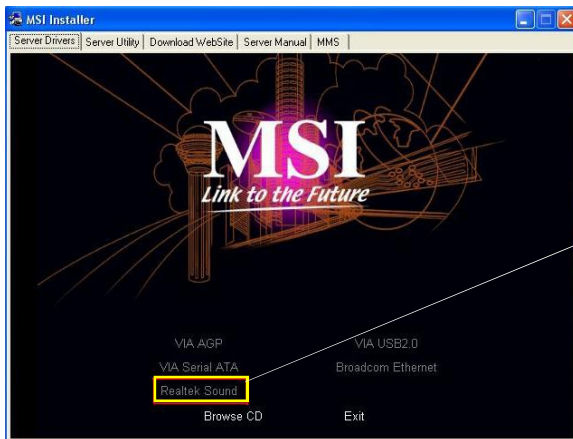 MSI Installer
Server Drivers Server Utility Download WebSite Server Manual MMS
MSI
Link to the Future
VIA AGP VIA USB2.0
VIA Serial ATA Broadcom Ethernet
Realtek Sound
Browse CD Exit